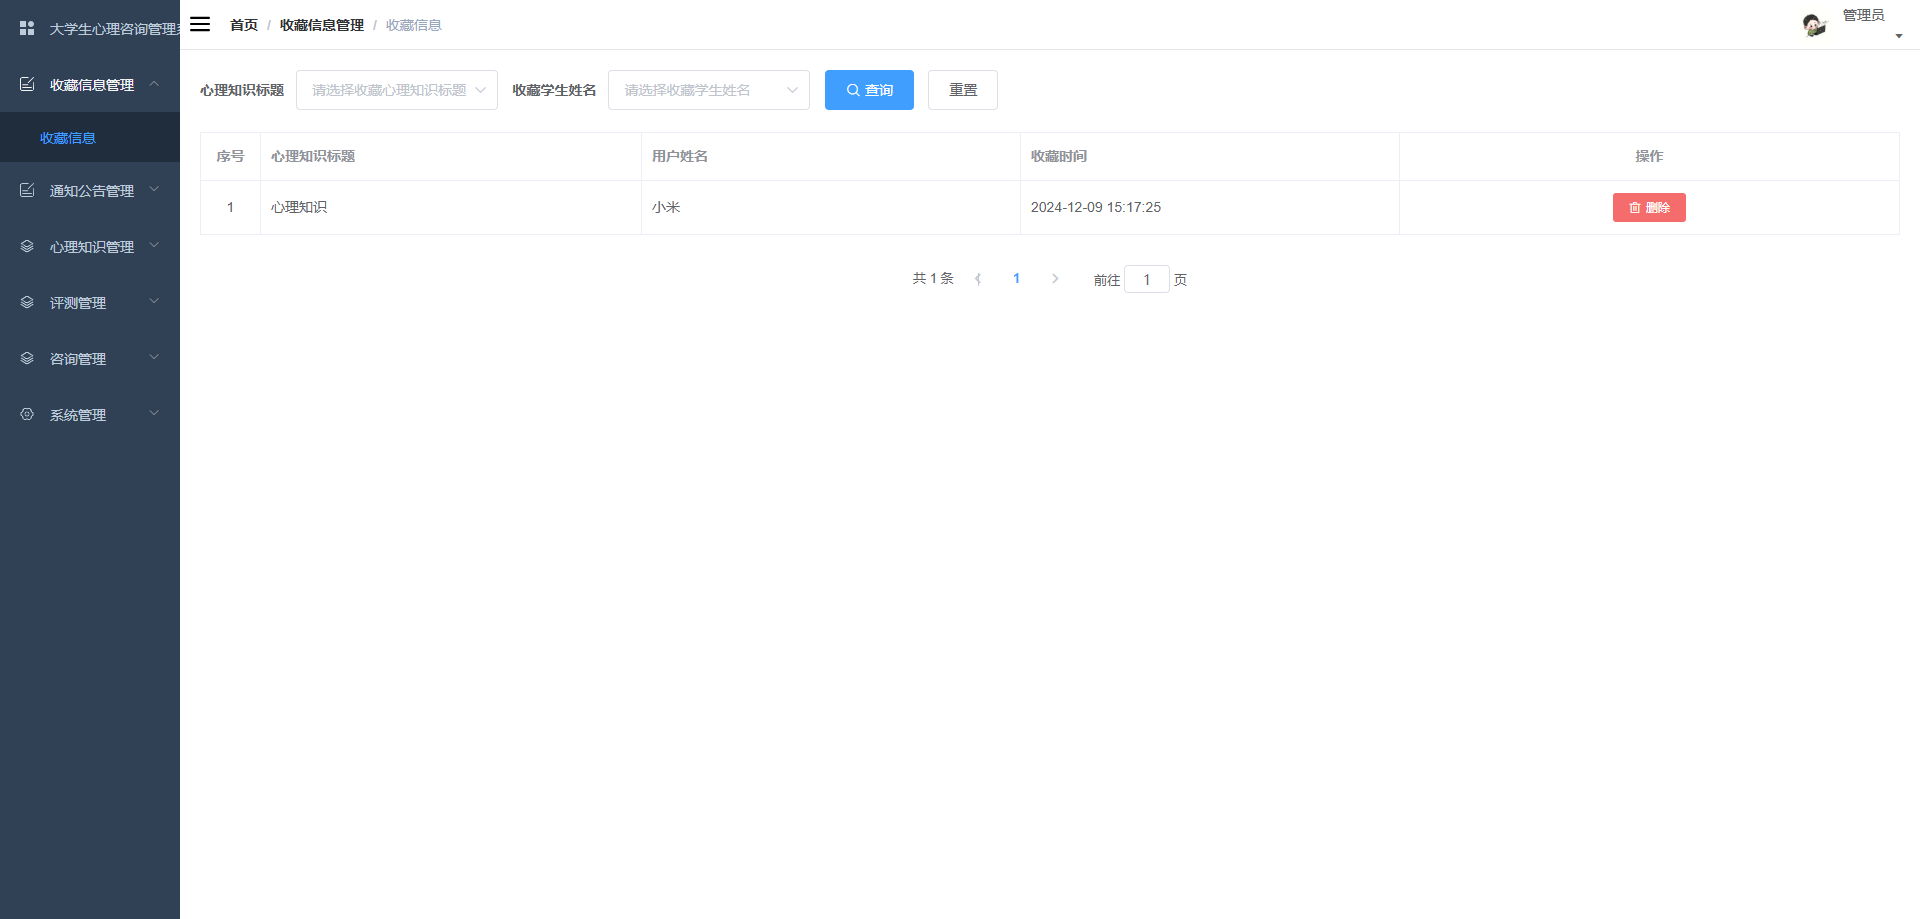 大学生心理咨询管理
收藏信息管理
收藏信息
通知公告管理
心理知识管理
评测管理
咨询管理
系统管理
首页 / 收藏信息管理 / 收藏信息
管理员
心理知识标题 请选择收藏心理知识标题 收藏学生姓名 请选择收藏学生姓名 查询 重置
序号 心理知识标题 用户姓名 收藏时间 操作
1 心理知识 小米 2024-12-09 15:17:25 删除
共 1 条 1 前往 1 页